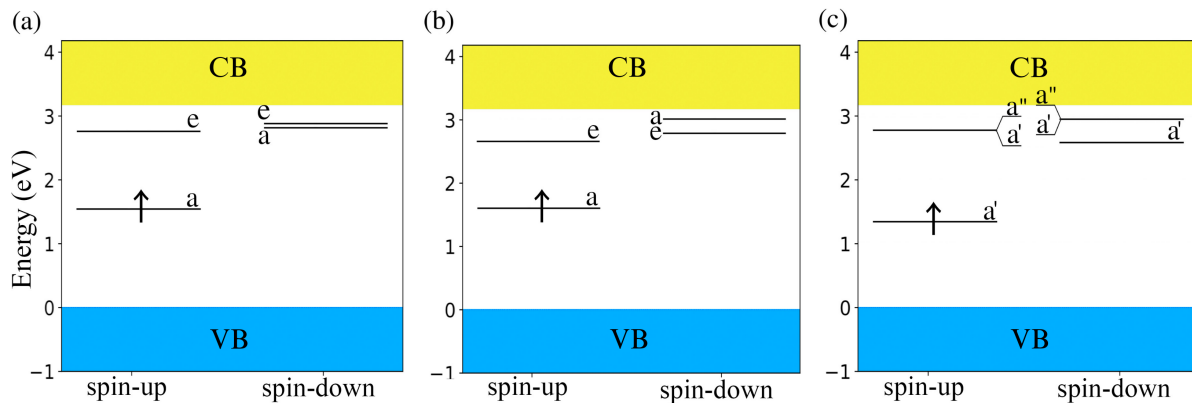 (a)
4
3
2
1
0
−1
Energy (eV)
CB
e
a
e
a
VB
spin-up
spin-down
(b)
4
3
2
1
0
−1
CB
e
a
a
e
VB
spin-up
spin-down
(c)
4
3
2
1
0
−1
CB
a"
a'
a'
a"
a'
a'
VB
spin-up
spin-down